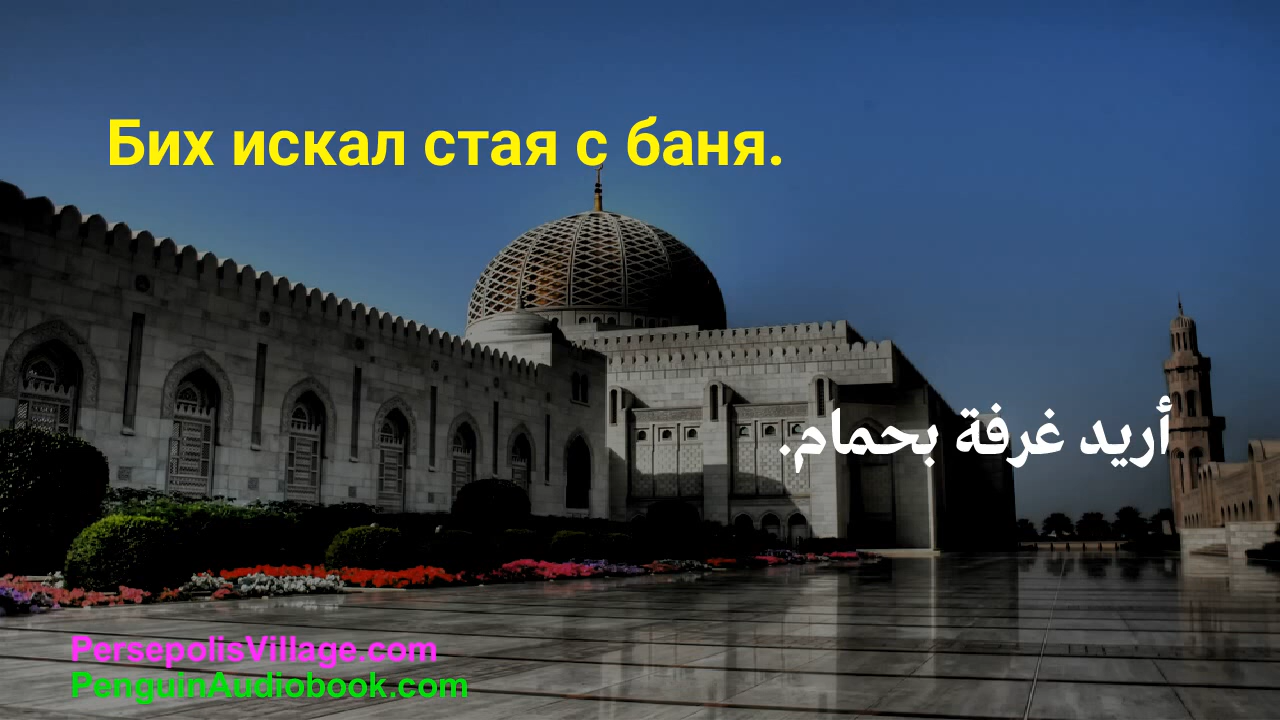 Бих искал стая с баня.
أريد غرفة بحمام.
PersepolisVillage.com
PenguinAudiobook.com